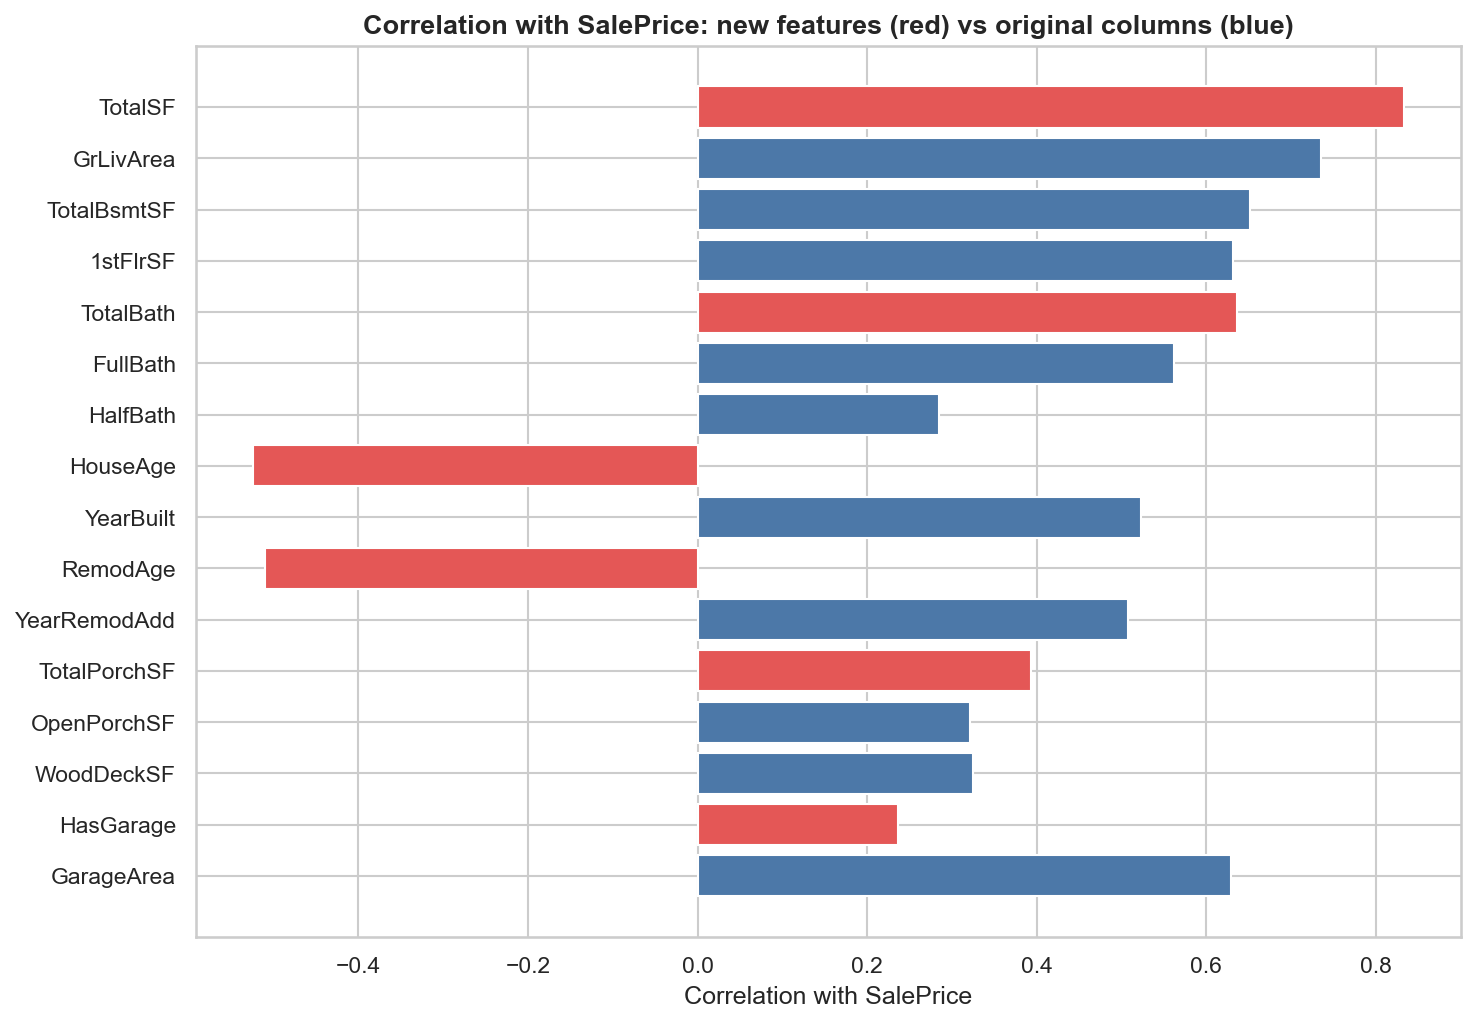 Correlation with SalePrice: new features (red) vs original columns (blue)
TotalSF
GrLivArea
TotalBsmtSF
1stFlrSF
TotalBath
FullBath
HalfBath
HouseAge
YearBuilt
RemodAge
YearRemodAdd
TotalPorchSF
OpenPorchSF
WoodDeckSF
HasGarage
GarageArea
−0.4 −0.2 0.0 0.2 0.4 0.6 0.8
Correlation with SalePrice